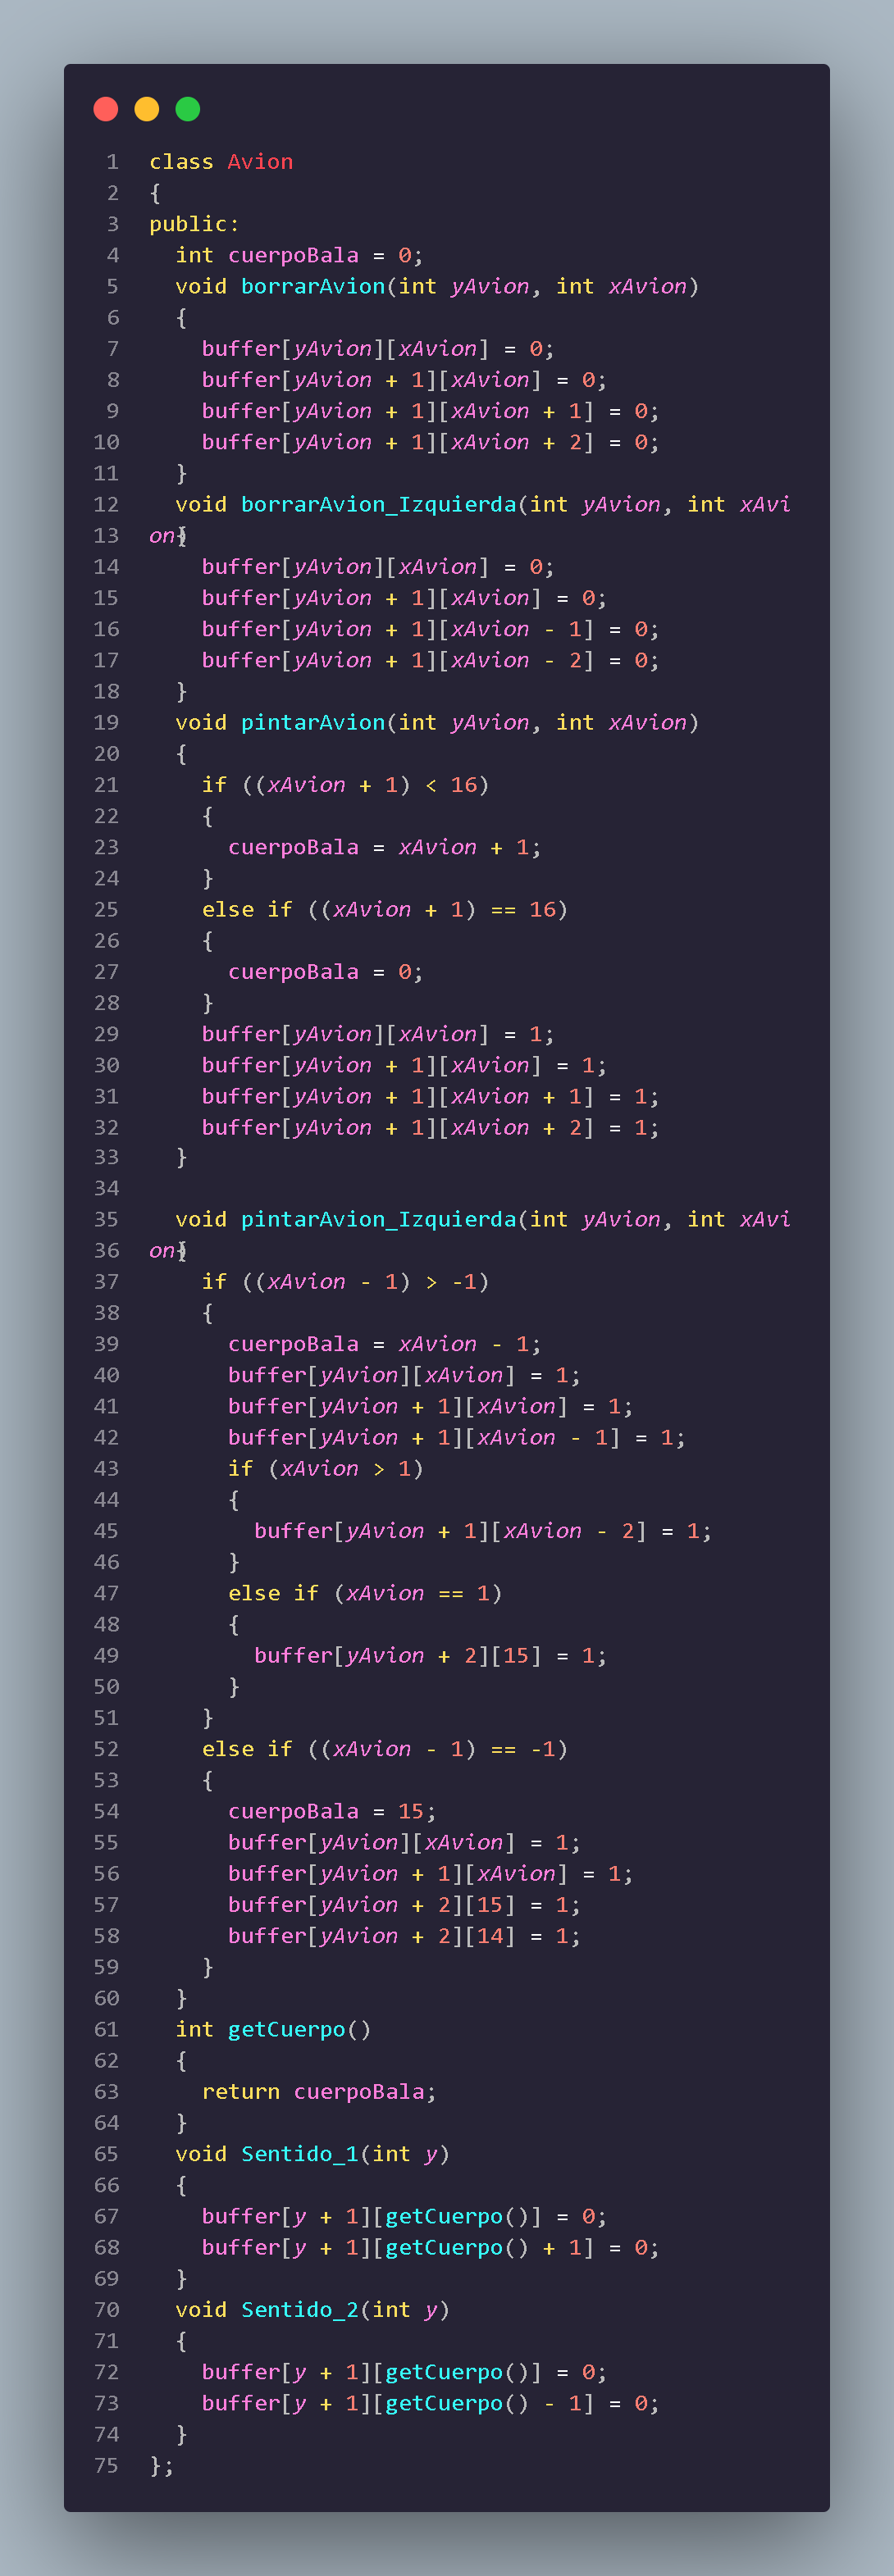 1 class Avion
2 {
3 public:
4   int cuerpoBala = 0;
5   void borrarAvion(int yAvion, int xAvion)
6   {
7     buffer[yAvion][xAvion] = 0;
8     buffer[yAvion + 1][xAvion] = 0;
9     buffer[yAvion + 1][xAvion + 1] = 0;
10     buffer[yAvion + 1][xAvion + 2] = 0;
11   }
12   void borrarAvion_Izquierda(int yAvion, int xAvi
13 on){
14     buffer[yAvion][xAvion] = 0;
15     buffer[yAvion + 1][xAvion] = 0;
16     buffer[yAvion + 1][xAvion - 1] = 0;
17     buffer[yAvion + 1][xAvion - 2] = 0;
18   }
19   void pintarAvion(int yAvion, int xAvion)
20   {
21     if ((xAvion + 1) < 16)
22     {
23       cuerpoBala = xAvion + 1;
24     }
25     else if ((xAvion + 1) == 16)
26     {
27       cuerpoBala = 0;
28     }
29     buffer[yAvion][xAvion] = 1;
30     buffer[yAvion + 1][xAvion] = 1;
31     buffer[yAvion + 1][xAvion + 1] = 1;
32     buffer[yAvion + 1][xAvion + 2] = 1;
33   }
34
35   void pintarAvion_Izquierda(int yAvion, int xAvi
36 on){
37     if ((xAvion - 1) > -1)
38     {
39       cuerpoBala = xAvion - 1;
40       buffer[yAvion][xAvion] = 1;
41       buffer[yAvion + 1][xAvion] = 1;
42       buffer[yAvion + 1][xAvion - 1] = 1;
43       if (xAvion > 1)
44       {
45         buffer[yAvion + 1][xAvion - 2] = 1;
46       }
47       else if (xAvion == 1)
48       {
49         buffer[yAvion + 2][15] = 1;
50       }
51     }
52     else if ((xAvion - 1) == -1)
53     {
54       cuerpoBala = 15;
55       buffer[yAvion][xAvion] = 1;
56       buffer[yAvion + 1][xAvion] = 1;
57       buffer[yAvion + 2][15] = 1;
58       buffer[yAvion + 2][14] = 1;
59     }
60   }
61   int getCuerpo()
62   {
63     return cuerpoBala;
64   }
65   void Sentido_1(int y)
66   {
67     buffer[y + 1][getCuerpo()] = 0;
68     buffer[y + 1][getCuerpo() + 1] = 0;
69   }
70   void Sentido_2(int y)
71   {
72     buffer[y + 1][getCuerpo()] = 0;
73     buffer[y + 1][getCuerpo() - 1] = 0;
74   }
75 };